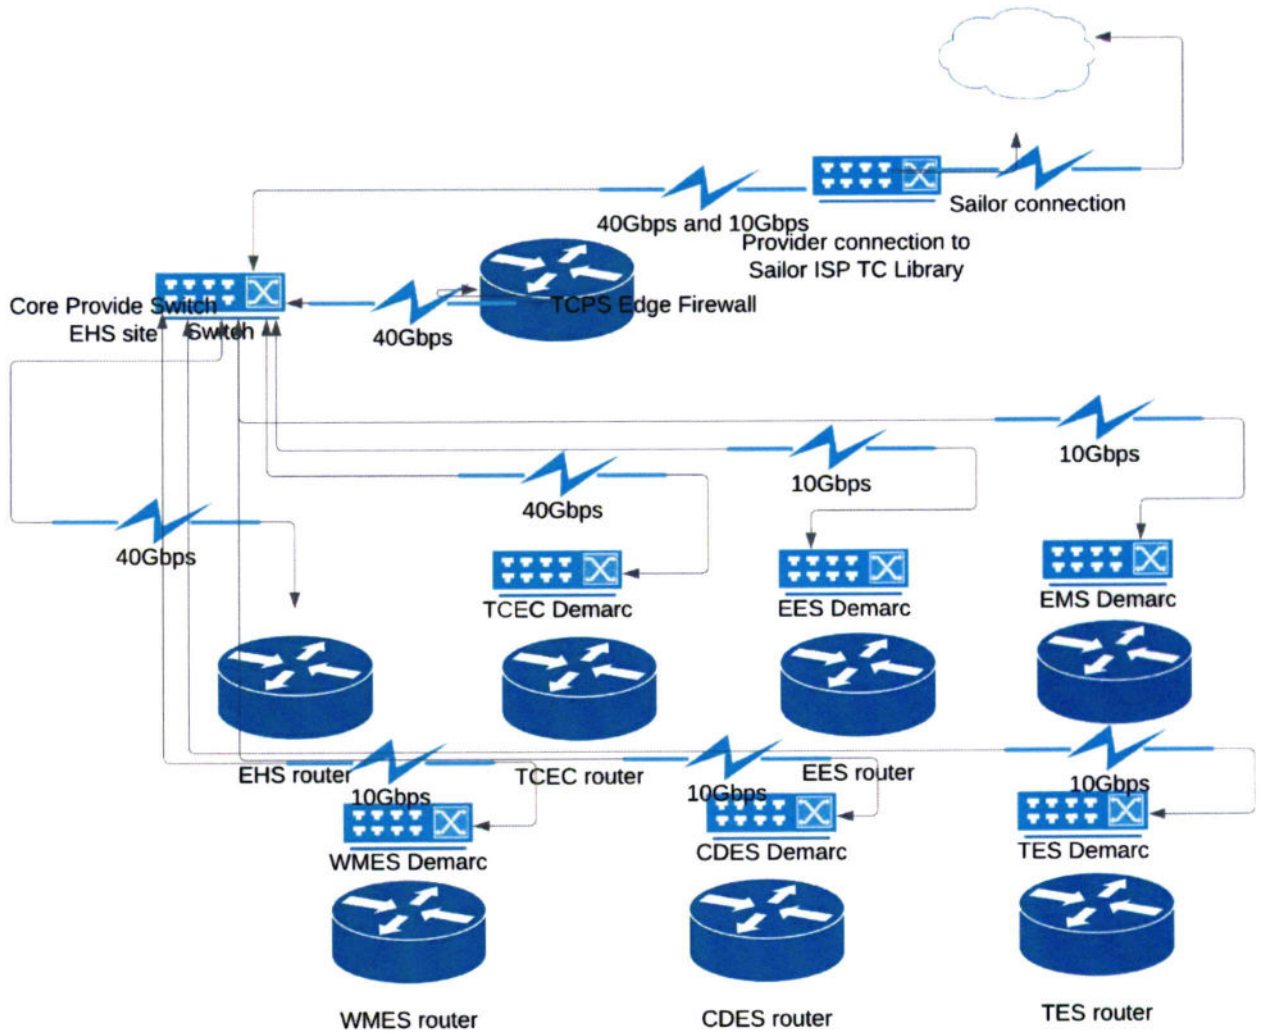 Sailor connection
40Gbps and 10Gbps
Provider connection to
Sailor ISP TC Library
Core Provide Switch
EHS site
Switch
TCPS Edge Firewall
40Gbps
10Gbps
10Gbps
40Gbps
40Gbps
TCEC Demarc
EES Demarc
EMS Demarc
EHS router
TCEC router
EES router
10Gbps
10Gbps
10Gbps
WMES Demarc
CDES Demarc
TES Demarc
WMES router
CDES router
TES router